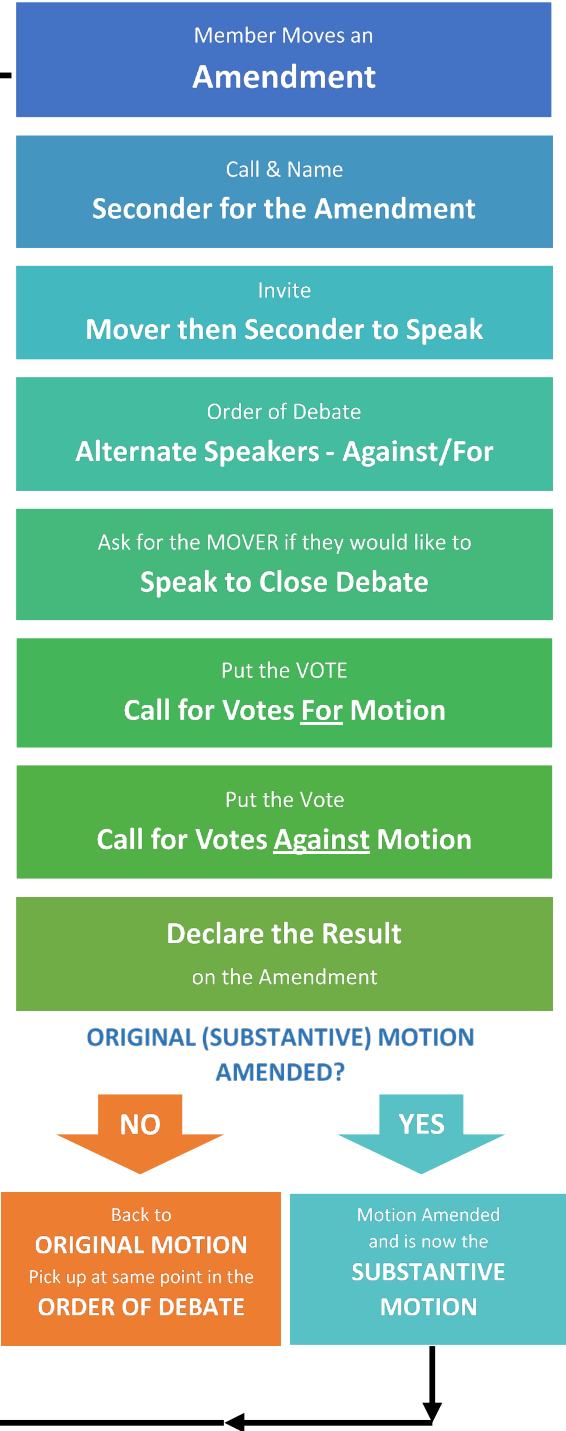 Member Moves an
Amendment
Call & Name
Seconder for the Amendment
Invite
Mover then Seconder to Speak
Order of Debate
Alternate Speakers - Against/For
Ask for the MOVER if they would like to
Speak to Close Debate
Put the VOTE
Call for Votes For Motion
Put the Vote
Call for Votes Against Motion
Declare the Result
on the Amendment
ORIGINAL (SUBSTANTIVE) MOTION
AMENDED?
NO
YES
Back to
ORIGINAL MOTION
Pick up at same point in the
ORDER OF DEBATE
Motion Amended
and is now the
SUBSTANTIVE
MOTION